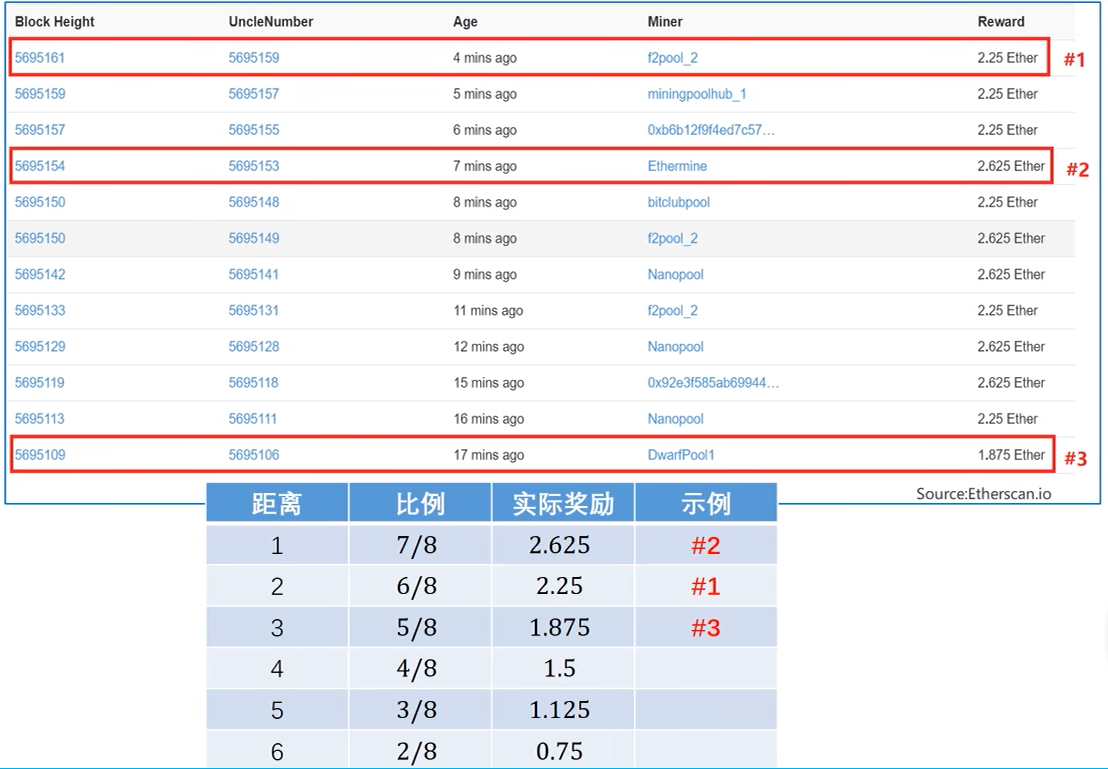 Block Height UncleNumber Age Miner Reward
5695161 5695159 4 mins ago f2pool_2 2.25 Ether #1
5695159 5695157 5 mins ago miningpoolhub_1 2.25 Ether
5695157 5695155 6 mins ago 0xb6b12f9f4ed7c57... 2.25 Ether
5695154 5695153 7 mins ago Ethermine 2.625 Ether #2
5695150 5695148 8 mins ago bitclubpool 2.25 Ether
5695150 5695149 8 mins ago f2pool_2 2.625 Ether
5695142 5695141 9 mins ago Nanopool 2.625 Ether
5695133 5695131 11 mins ago f2pool_2 2.25 Ether
5695129 5695128 12 mins ago Nanopool 2.625 Ether
5695119 5695118 15 mins ago 0x92e3f585ab69944... 2.625 Ether
5695113 5695111 16 mins ago Nanopool 2.25 Ether
5695109 5695106 17 mins ago DwarfPool1 1.875 Ether #3
Source:Etherscan.io
距离 比例 实际奖励 示例
1 7/8 2.625 #2
2 6/8 2.25 #1
3 5/8 1.875 #3
4 4/8 1.5
5 3/8 1.125
6 2/8 0.75